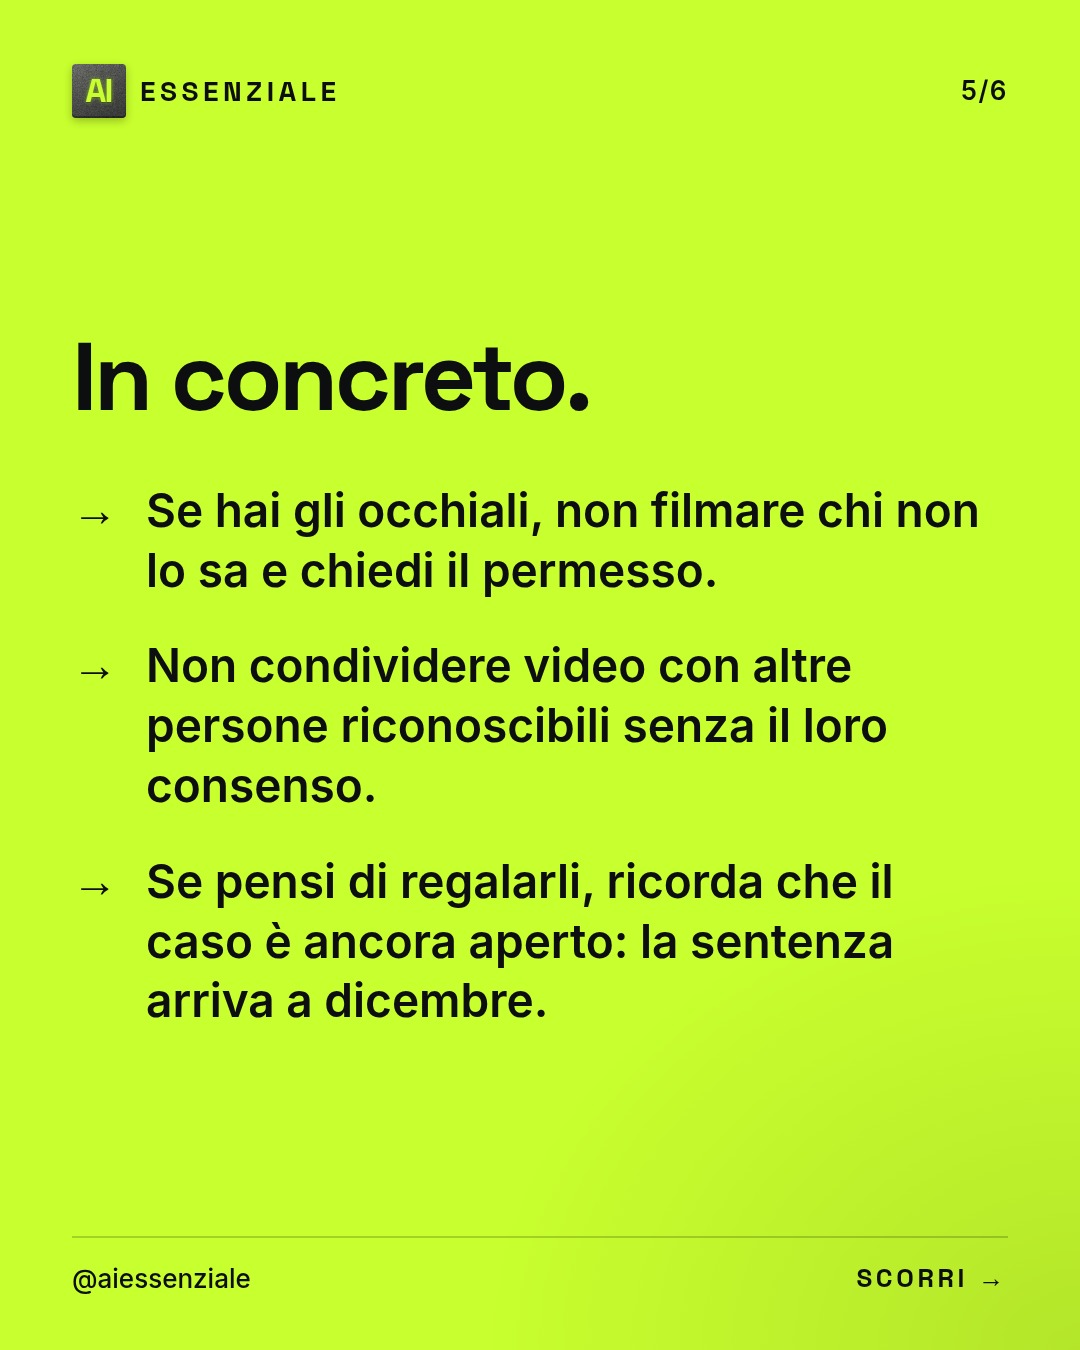 AI ESSENZIALE
5/6
In concreto.
→ Se hai gli occhiali, non filmare chi non
lo sa e chiedi il permesso.
→ Non condividere video con altre
persone riconoscibili senza il loro
consenso.
→ Se pensi di regalarli, ricorda che il
caso è ancora aperto: la sentenza
arriva a dicembre.
@aiessenziale
SCORRI →